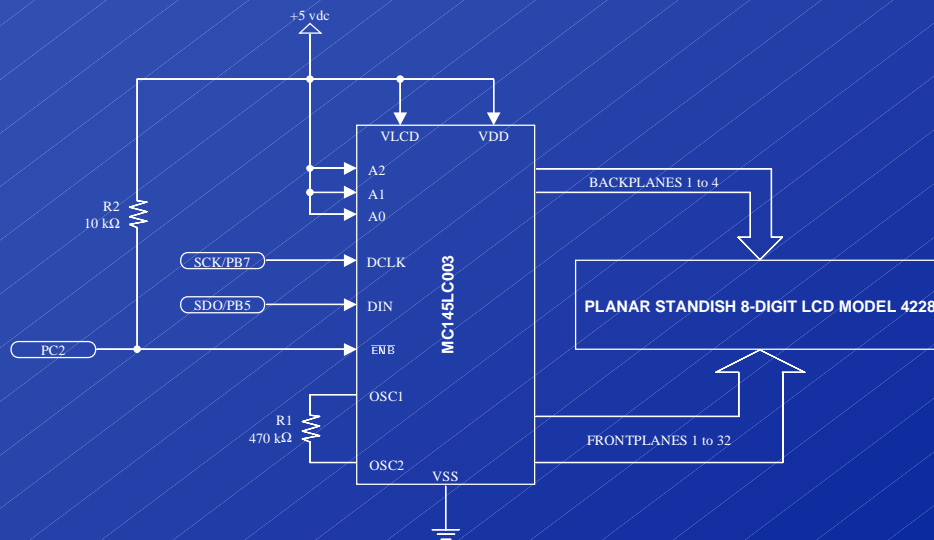 +5 vdc
VLCD
VDD
A2
A1
A0
BACKPLANES 1 to 4
R2
10 kΩ
SCK/PB7
DCLK
MC145LC003
SDO/PB5
DIN
PLANAR STANDISH 8-DIGIT LCD MODEL 4228
PC2
ENB
OSC1
R1
470 kΩ
FRONTPLANES 1 to 32
OSC2
VSS